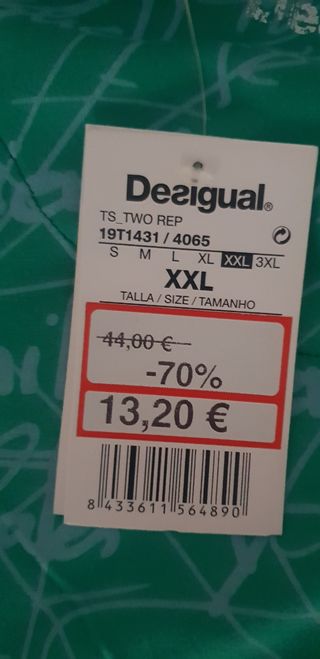 Desigual®
TS_TWO REP
19T1431 / 4065
S M L XL XXL 3XL
XXL
TALLA / SIZE / TAMANHO
44,00 €
-70%
13,20 €
8 433611 564890